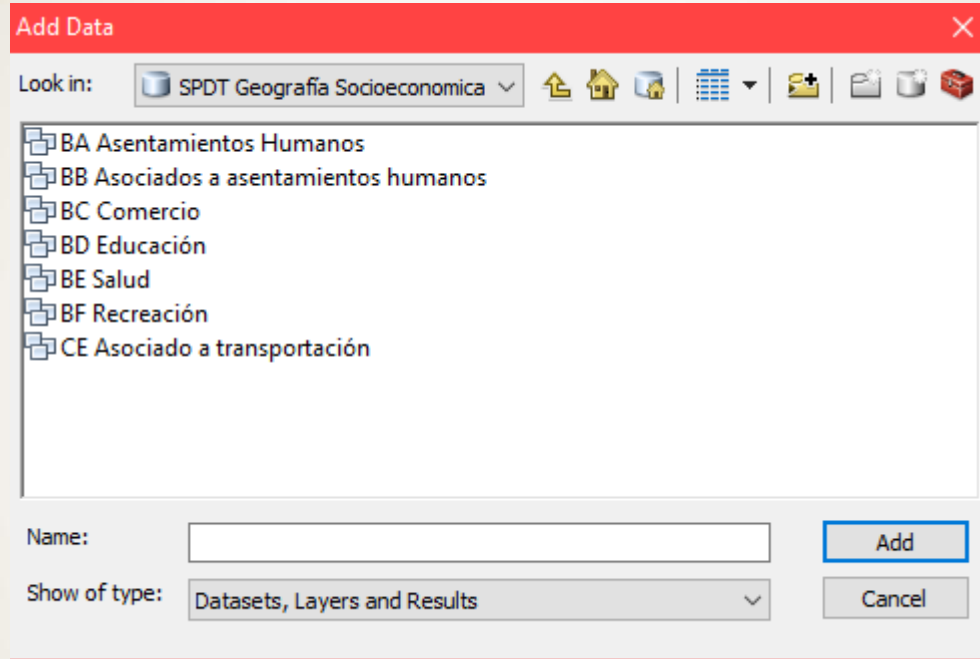 Add Data
Look in: SPDT Geografía Socioeconomica
BA Asentamientos Humanos
BB Asociados a asentamientos humanos
BC Comercio
BD Educación
BE Salud
BF Recreación
CE Asociado a transportación
Name: Add
Show of type: Datasets, Layers and Results Cancel